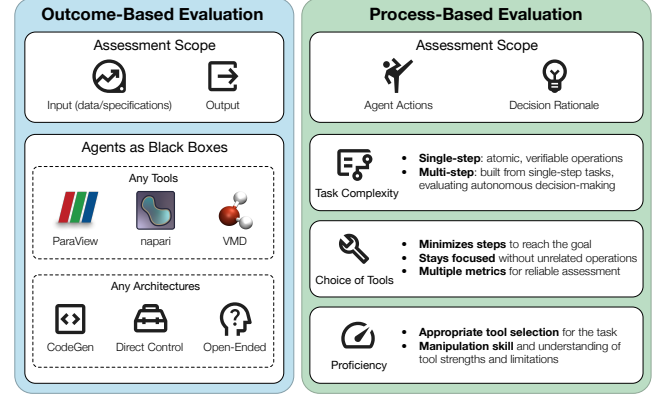 Outcome-Based Evaluation
Assessment Scope
Input (data/specifications)
Output
Agents as Black Boxes
Any Tools
ParaView
napari
VMD
Any Architectures
CodeGen
Direct Control
Open-Ended
Process-Based Evaluation
Assessment Scope
Agent Actions
Decision Rationale
Task Complexity
• Single-step: atomic, verifiable operations
• Multi-step: built from single-step tasks,
evaluating autonomous decision-making
Choice of Tools
• Minimizes steps to reach the goal
• Stays focused without unrelated operations
• Multiple metrics for reliable assessment
Proficiency
• Appropriate tool selection for the task
• Manipulation skill and understanding of
tool strengths and limitations